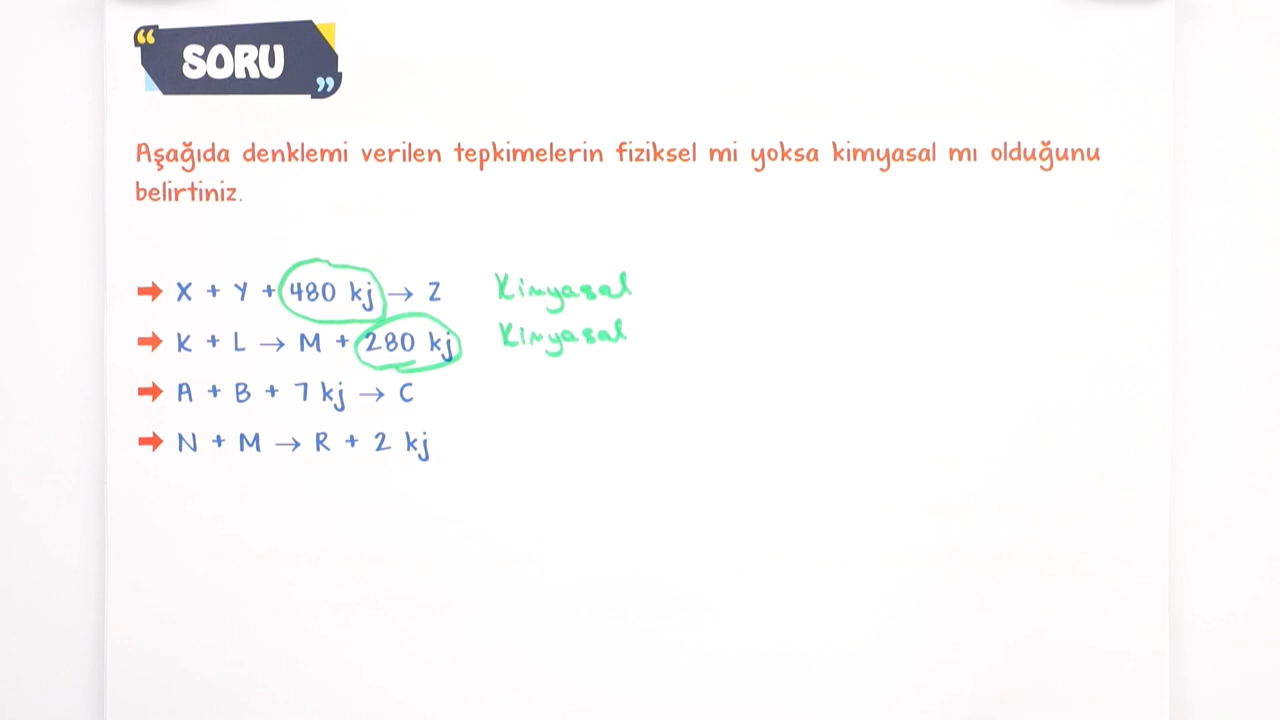 “ SORU ”
Aşağıda denklemi verilen tepkimelerin fiziksel mi yoksa kimyasal mı olduğunu
belirtiniz.
➡ X + Y + 480 kj → Z Kimyasal
➡ K + L → M + 280 kj Kimyasal
➡ A + B + 7 kj → C
➡ N + M → R + 2 kj